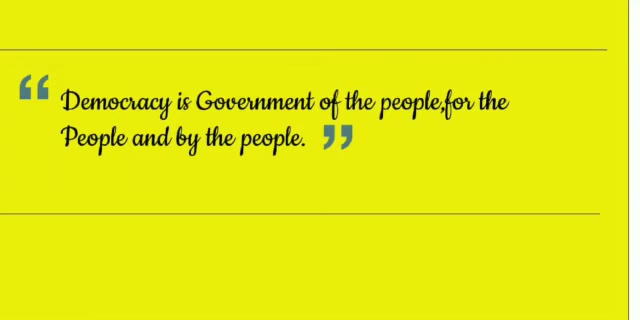 “ Democracy is Government of the people,for the
People and by the people. ”